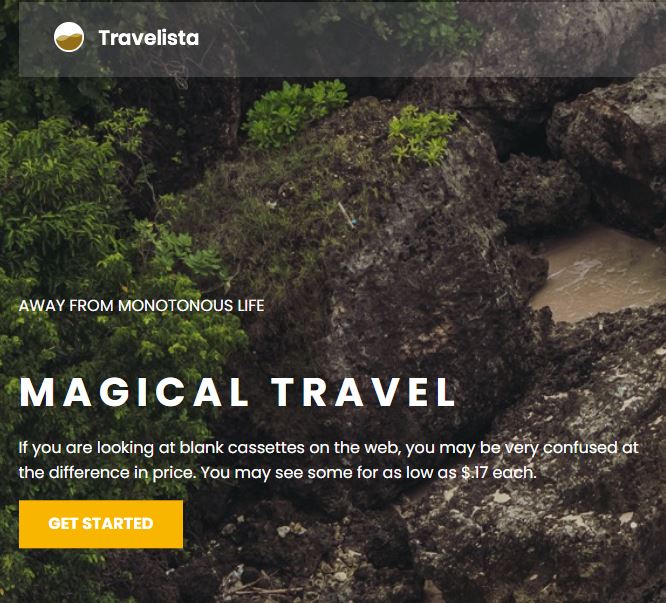 Travelista
AWAY FROM MONOTONOUS LIFE
MAGICAL TRAVEL
If you are looking at blank cassettes on the web, you may be very confused at
the difference in price. You may see some for as low as $.17 each.
GET STARTED